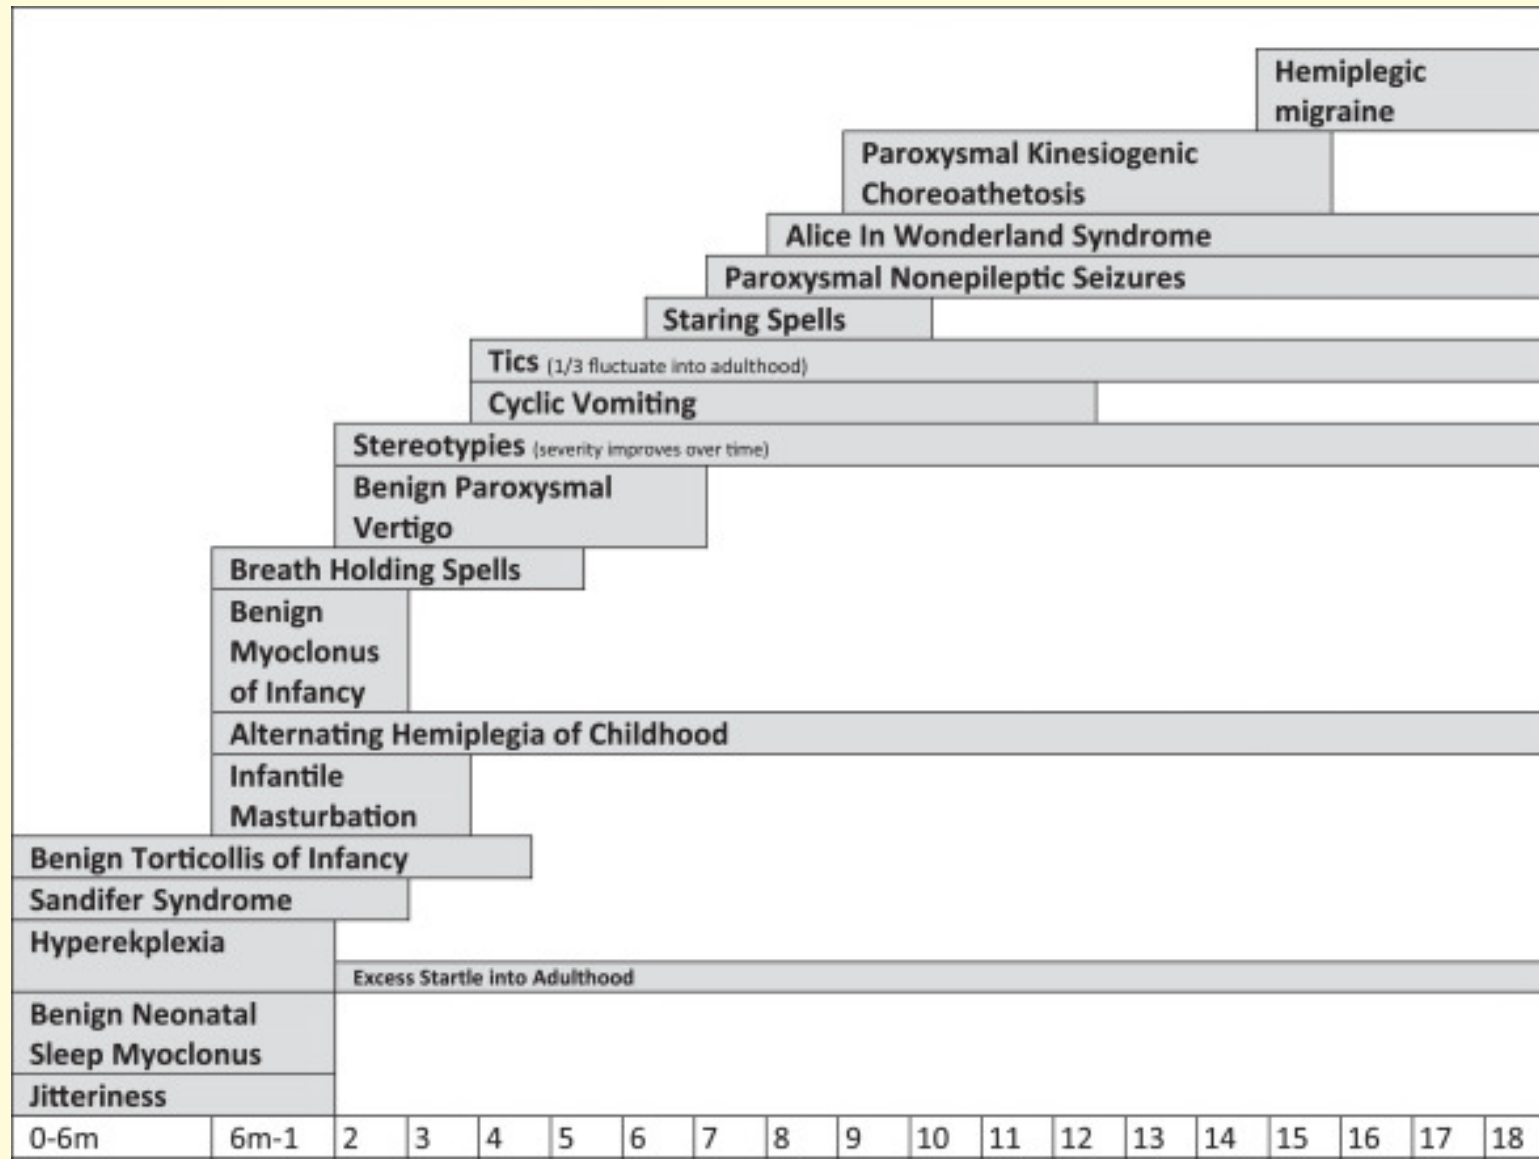 Hemiplegic
migraine
Paroxysmal Kinesiogenic
Choreoathetosis
Alice In Wonderland Syndrome
Paroxysmal Nonepileptic Seizures
Staring Spells
Tics (1/3 fluctuate into adulthood)
Cyclic Vomiting
Stereotypies (severity improves over time)
Benign Paroxysmal
Vertigo
Breath Holding Spells
Benign
Myoclonus
of Infancy
Alternating Hemiplegia of Childhood
Infantile
Masturbation
Benign Torticollis of Infancy
Sandifer Syndrome
Hyperekplexia
Excess Startle into Adulthood
Benign Neonatal
Sleep Myoclonus
Jitteriness
0-6m 6m-1 2 3 4 5 6 7 8 9 10 11 12 13 14 15 16 17 18